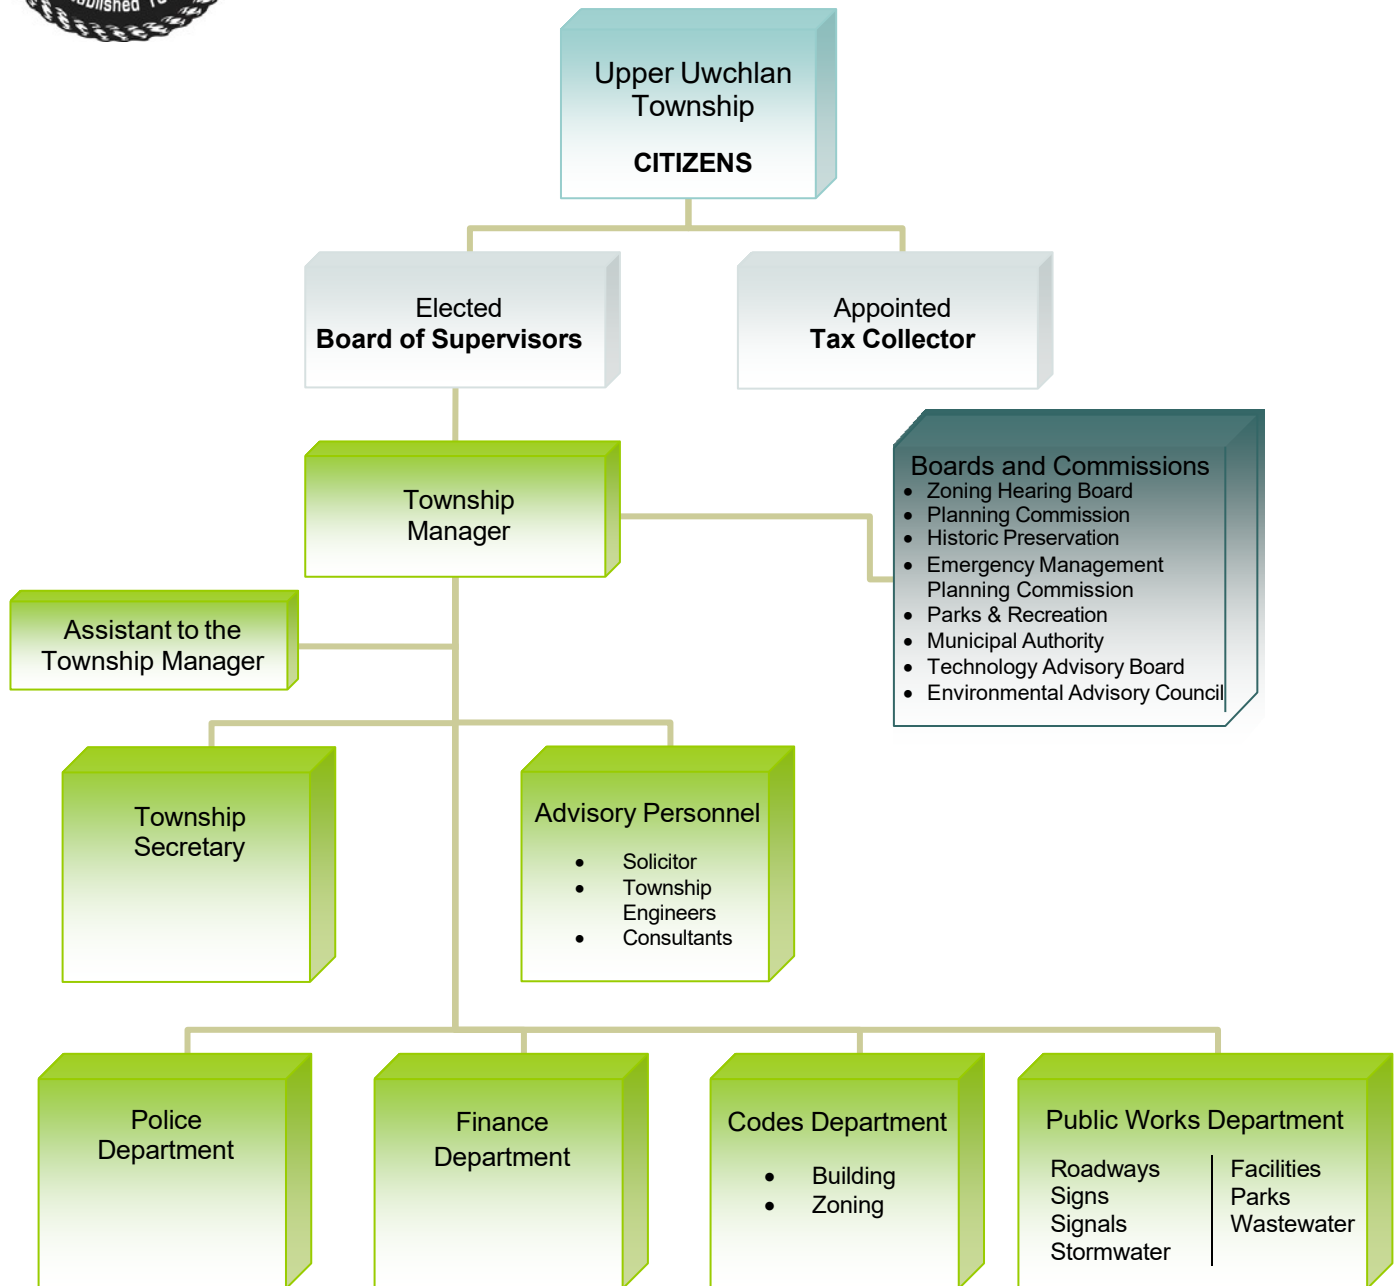 Upper Uwchlan
Township
CITIZENS
Elected
Board of Supervisors
Appointed
Tax Collector
Township
Manager
Boards and Commissions
• Zoning Hearing Board
• Planning Commission
• Historic Preservation
• Emergency Management
Planning Commission
• Parks & Recreation
• Municipal Authority
• Technology Advisory Board
• Environmental Advisory Council
Assistant to the
Township Manager
Township
Secretary
Advisory Personnel
• Solicitor
• Township
Engineers
• Consultants
Police
Department
Finance
Department
Codes Department
• Building
• Zoning
Public Works Department
Roadways
Signs
Signals
Stormwater
Facilities
Parks
Wastewater